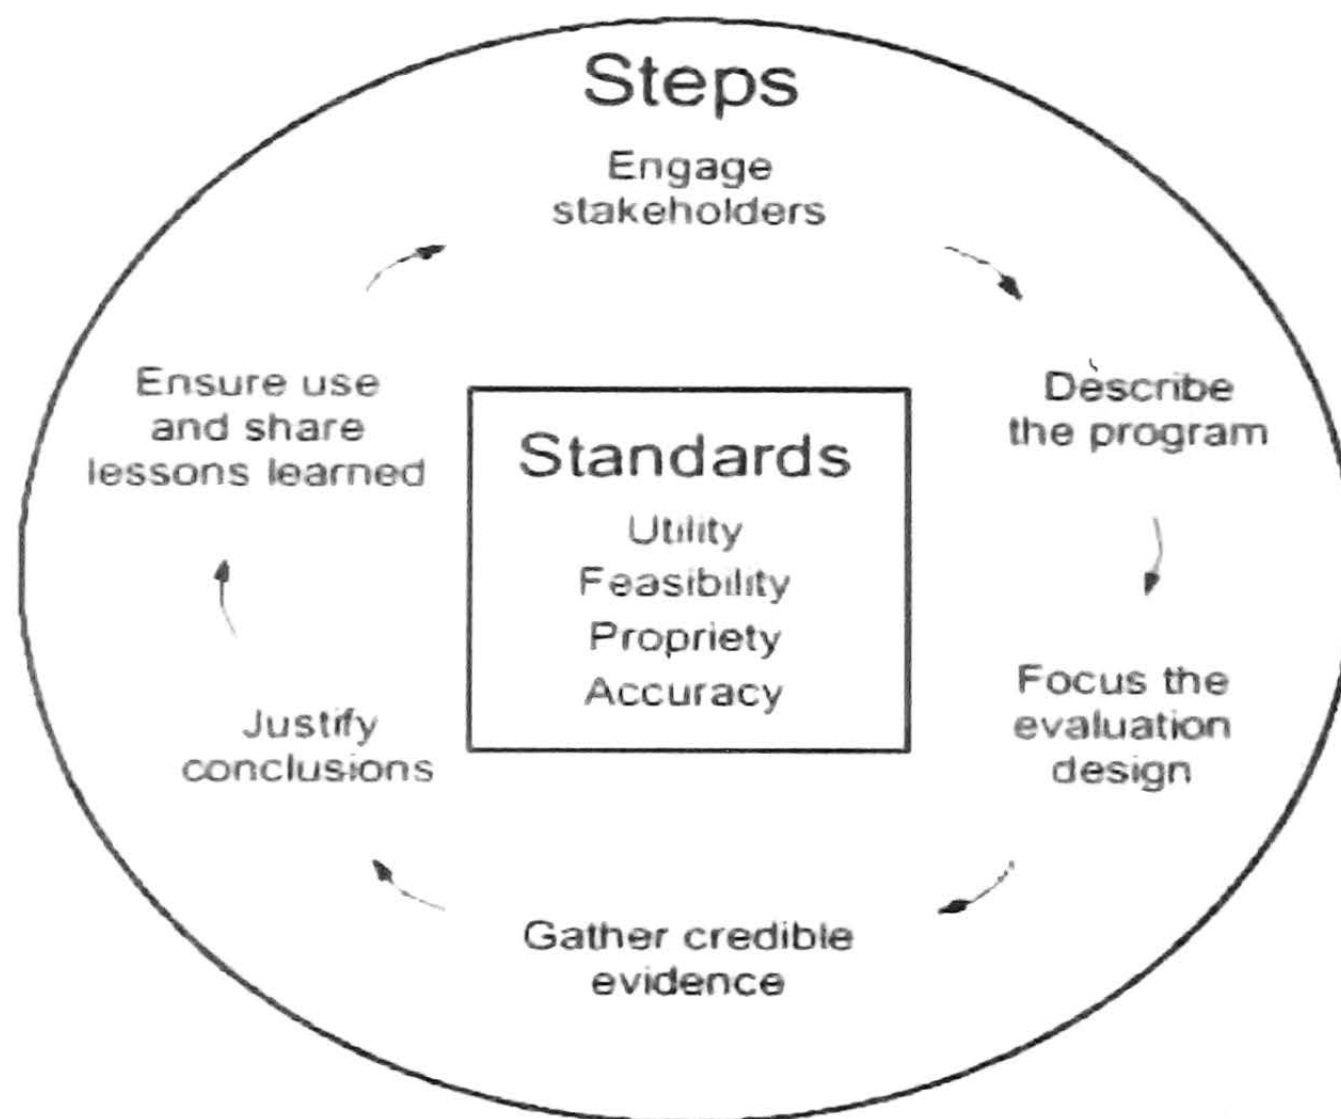 Steps
Engage
stakeholders
Describe
the program
Focus the
evaluation
design
Gather credible
evidence
Justify
conclusions
Ensure use
and share
lessons learned
Standards
Utility
Feasibility
Propriety
Accuracy